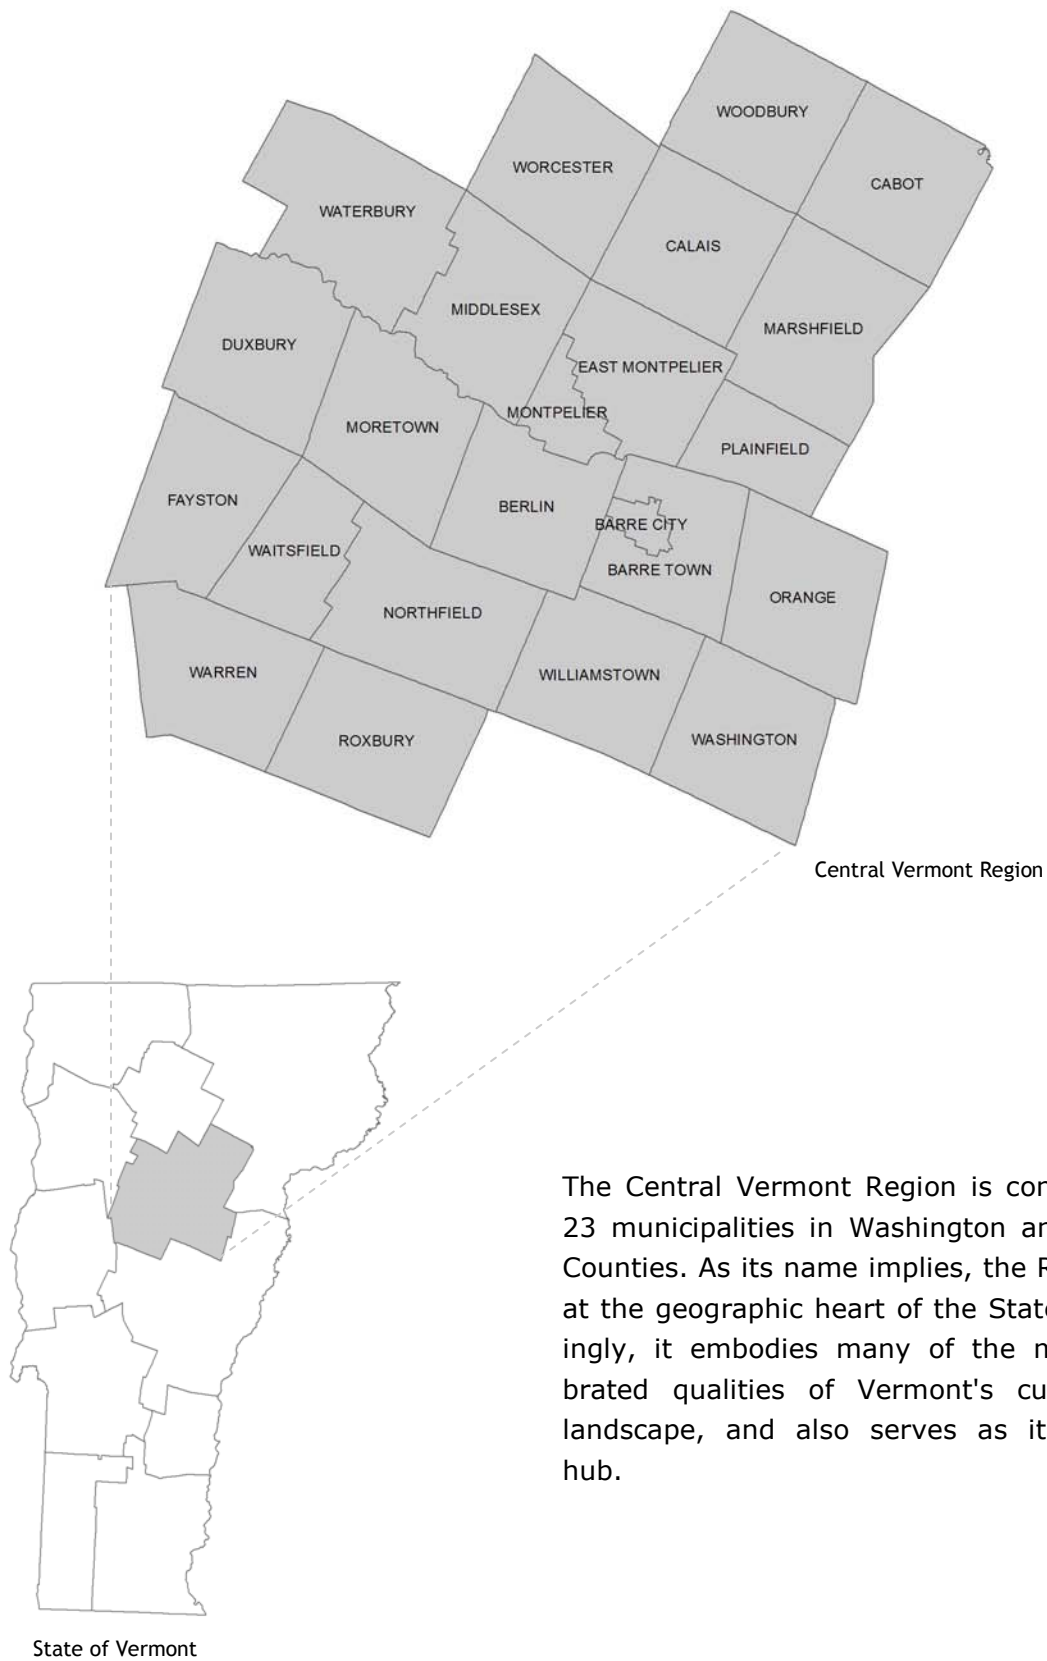 WOODBURY
WORCESTER
CABOT
WATERBURY
CALAIS
MIDDLESEX
MARSHFIELD
DUXBURY
EAST MONTPELIER
MONTPELIER
MORETOWN
PLAINFIELD
FAYSTON
BERLIN
BARRE CITY
WAITSFIELD
BARRE TOWN
ORANGE
NORTHFIELD
WARREN
WILLIAMSTOWN
ROXBURY
WASHINGTON
Central Vermont Region
The Central Vermont Region is con
23 municipalities in Washington an
Counties. As its name implies, the R
at the geographic heart of the State
ingly, it embodies many of the n
brated qualities of Vermont's cu
landscape, and also serves as it
hub.
State of Vermont